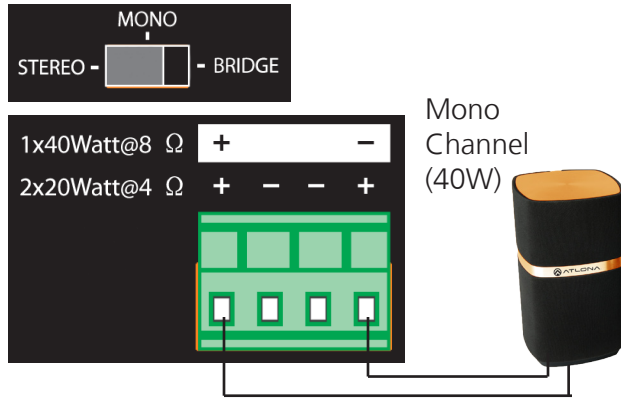 MONO
STEREO - - BRIDGE
1x40Watt@8 Ω + −
2x20Watt@4 Ω + − − +
Mono
Channel
(40W)
ATLONA